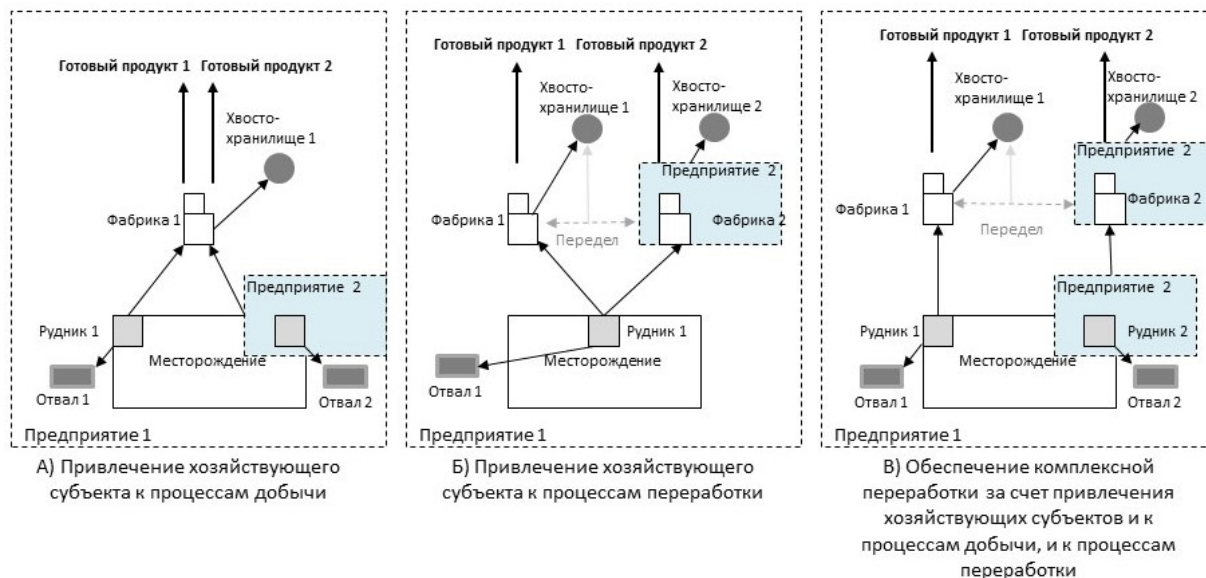 Готовый продукт 1 Готовый продукт 2
Хвосто-
хранилище 1
Фабрика 1
Предприятие 2
Рудник 1
Месторождение
Отвал 1
Отвал 2
Предприятие 1
А) Привлечение хозяйствующего
субъекта к процессам добычи
Готовый продукт 1 Готовый продукт 2
Хвосто-
хранилище 1
Хвосто-
хранилище 2
Предприятие 2
Фабрика 1
Фабрика 2
Передел
Рудник 1
Месторождение
Отвал 1
Предприятие 1
Б) Привлечение хозяйствующего
субъекта к процессам переработки
Готовый продукт 1 Готовый продукт 2
Хвосто-
хранилище 1
Хвосто-
хранилище 2
Предприятие 2
Фабрика 1
Фабрика 2
Передел
Предприятие 2
Рудник 1
Рудник 2
Месторождение
Отвал 1
Отвал 2
Предприятие 1
В) Обеспечение комплексной
переработки за счет привлечения
хозяйствующих субъектов и к
процессам добычи, и к процессам
переработки